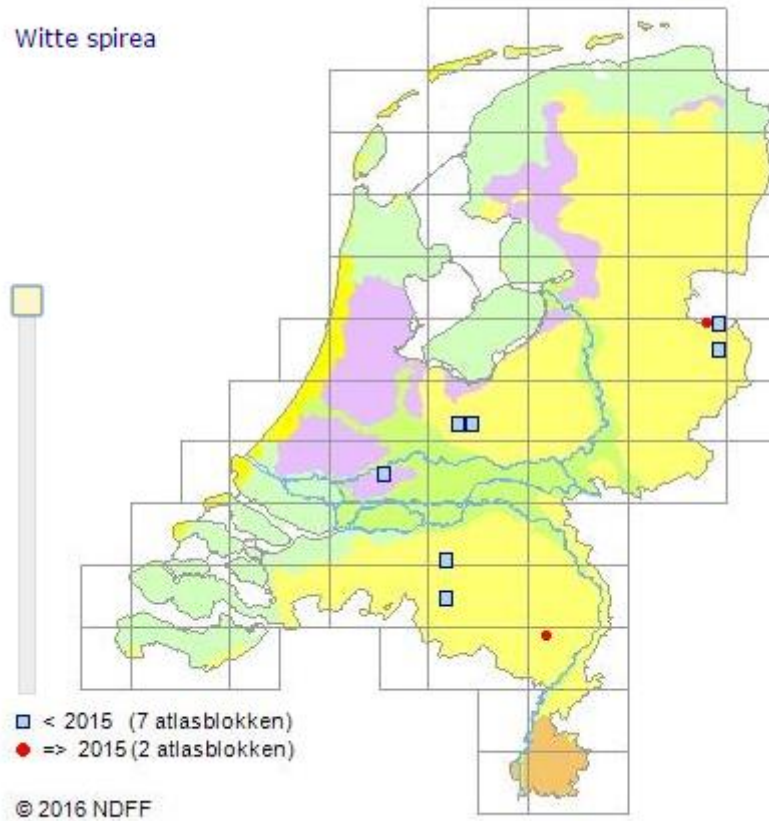 Witte spirea
< 2015 (7 atlasblokken)
=> 2015 (2 atlasblokken)
© 2016 NDFF